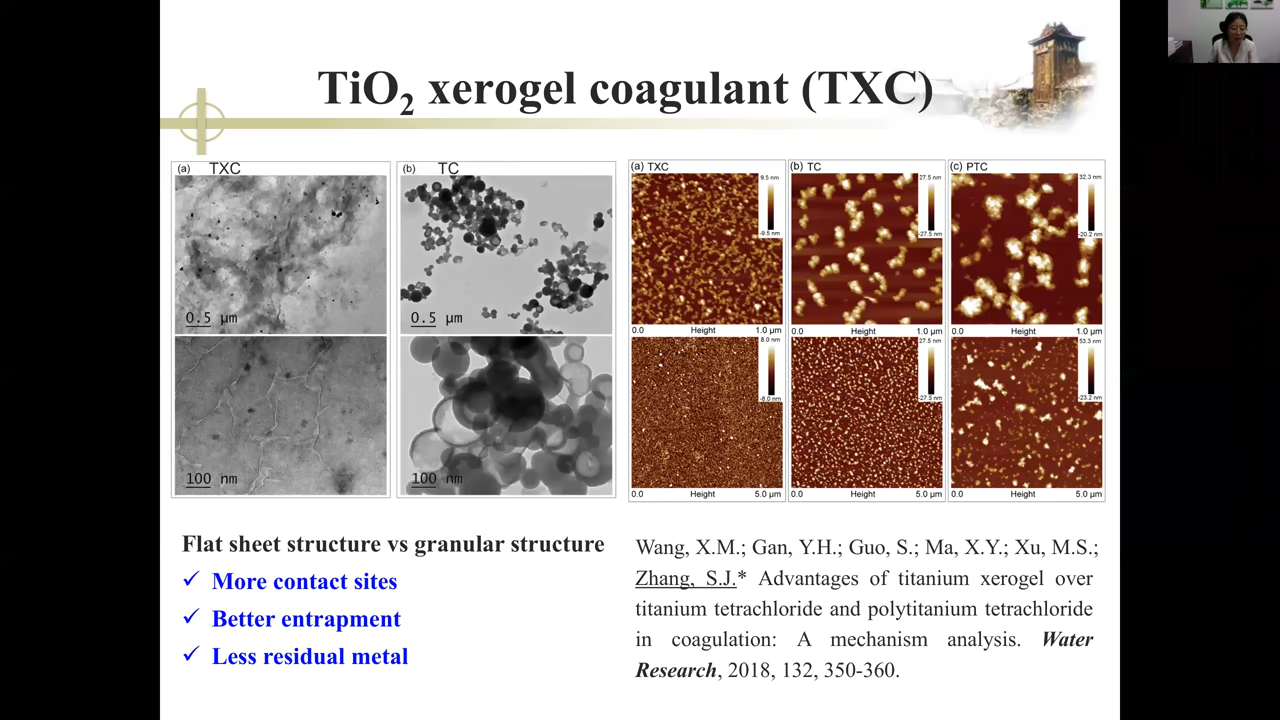 TiO2 xerogel coagulant (TXC)
(a) TXC
(b) TC
0.5 μm
0.5 μm
100 nm
100 nm
(a) TXC
(b) TC
(c) PTC
9.5 nm
-9.5 nm
27.5 nm
-27.5 nm
32.3 nm
-20.2 nm
0.0 Height 1.0 μm
0.0 Height 1.0 μm
0.0 Height 1.0 μm
8.0 nm
-8.0 nm
27.5 nm
-27.5 nm
53.3 nm
-23.2 nm
0.0 Height 5.0 μm
0.0 Height 5.0 μm
0.0 Height 5.0 μm
Flat sheet structure vs granular structure
✓ More contact sites
✓ Better entrapment
✓ Less residual metal
Wang, X.M.; Gan, Y.H.; Guo, S.; Ma, X.Y.; Xu, M.S.;
Zhang, S.J.* Advantages of titanium xerogel over
titanium tetrachloride and polytitanium tetrachloride
in coagulation: A mechanism analysis. Water
Research, 2018, 132, 350-360.